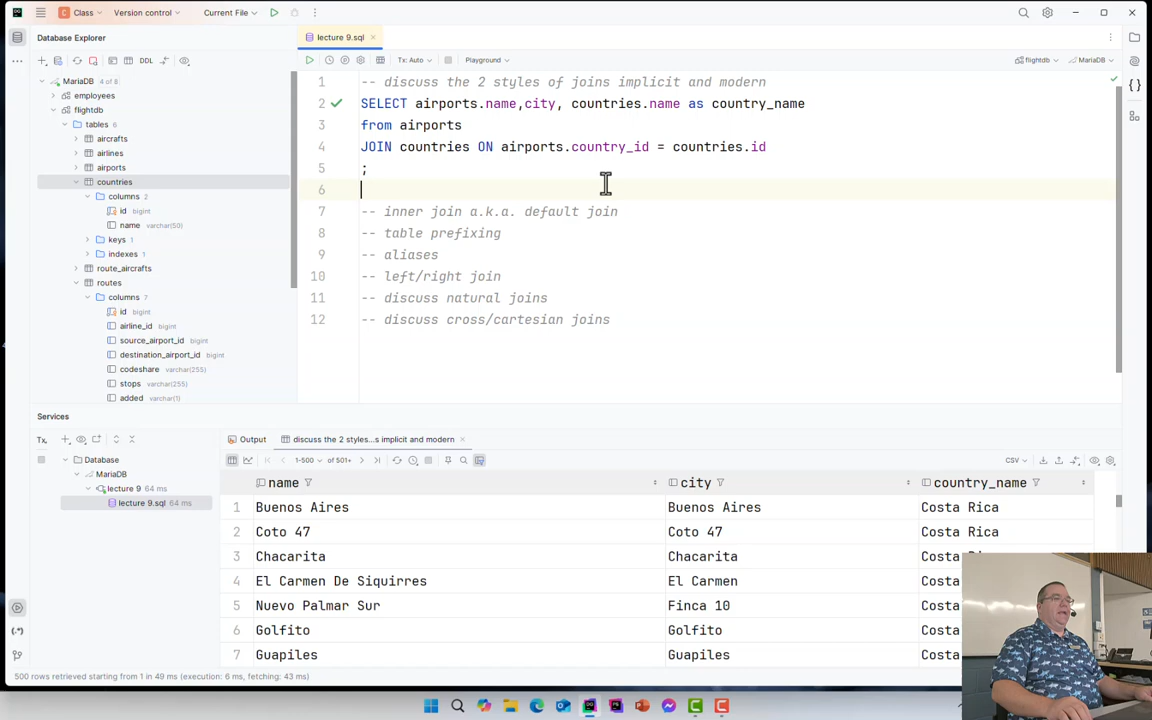 C Class Version control Current File
Database Explorer
lecture 9.sql
DDL Tx: Auto Playground flightdb MariaDB
MariaDB 4 of 8
employees
flightdb
tables 6
aircrafts
airlines
airports
countries
columns 2
id bigint
name varchar(50)
keys 1
indexes 1
route_aircrafts
routes
columns 7
id bigint
airline_id bigint
source_airport_id bigint
destination_airport_id bigint
codeshare varchar(255)
stops varchar(255)
added varchar(1)
1 -- discuss the 2 styles of joins implicit and modern
2 SELECT airports.name,city, countries.name as country_name
3 from airports
4 JOIN countries ON airports.country_id = countries.id
5 ;
6
7 -- inner join a.k.a. default join
8 -- table prefixing
9 -- aliases
10 -- left/right join
11 -- discuss natural joins
12 -- discuss cross/cartesian joins
Services
Tx
Database
MariaDB
lecture 9 64 ms
lecture 9.sql 64 ms
Output discuss the 2 styles...s implicit and modern
1-500 of 501+ CSV
name city country_name
1 Buenos Aires Buenos Aires Costa Rica
2 Coto 47 Coto 47 Costa Rica
3 Chacarita Chacarita Costa
4 El Carmen De Siquirres El Carmen Costa
5 Nuevo Palmar Sur Finca 10 Costa
6 Golfito Golfito Costa
7 Guapiles Guapiles Costa
500 rows retrieved starting from 1 in 49 ms (execution: 6 ms, fetching: 43 ms)